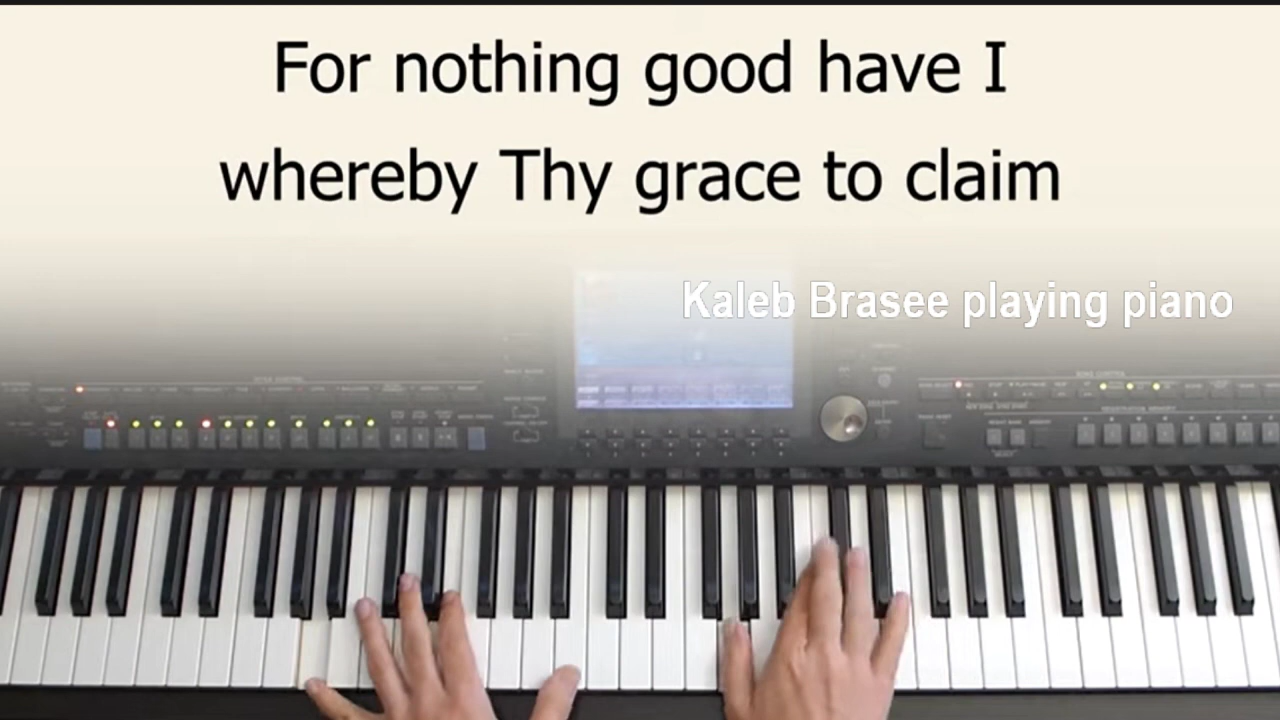 For nothing good have I
whereby Thy grace to claim
Kaleb Brasee playing piano